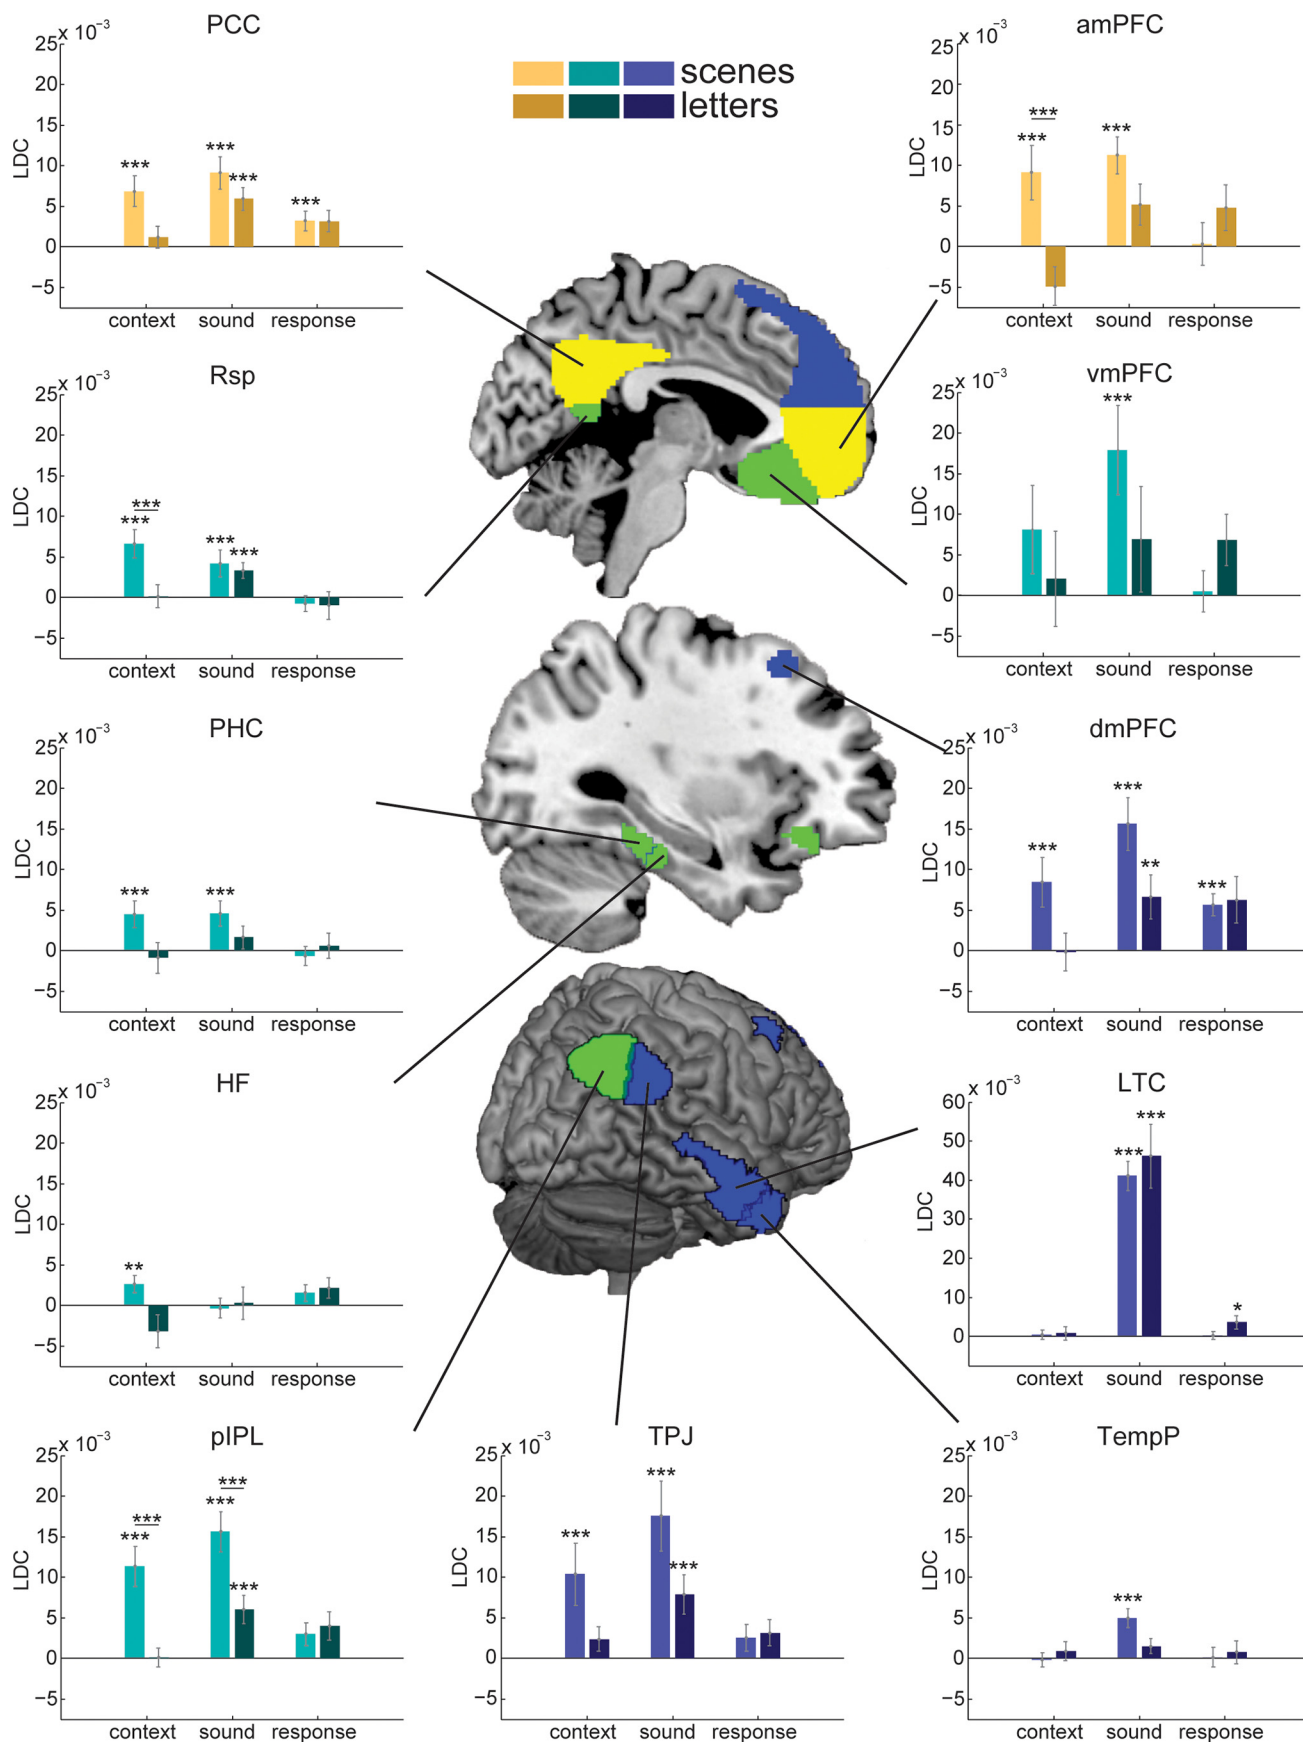 PCC
x 10⁻³
25
20
15
10
5
0
−5
LDC
*** *** *** ***
context sound response
scenes
letters
amPFC
x 10⁻³
25
20
15
10
5
0
−5
LDC
*** *** ***
context sound response
Rsp
x 10⁻³
25
20
15
10
5
0
−5
LDC
*** *** *** ***
context sound response
vmPFC
x 10⁻³
25
20
15
10
5
0
−5
LDC
***
context sound response
PHC
x 10⁻³
25
20
15
10
5
0
−5
LDC
*** ***
context sound response
dmPFC
x 10⁻³
25
20
15
10
5
0
−5
LDC
*** *** ** ***
context sound response
HF
x 10⁻³
25
20
15
10
5
0
−5
LDC
**
context sound response
LTC
x 10⁻³
60
50
40
30
20
10
0
LDC
*** *** *
context sound response
pIPL
x 10⁻³
25
20
15
10
5
0
−5
LDC
*** *** *** *** ***
context sound response
TPJ
x 10⁻³
25
20
15
10
5
0
−5
LDC
*** *** ***
context sound response
TempP
x 10⁻³
25
20
15
10
5
0
−5
LDC
***
context sound response